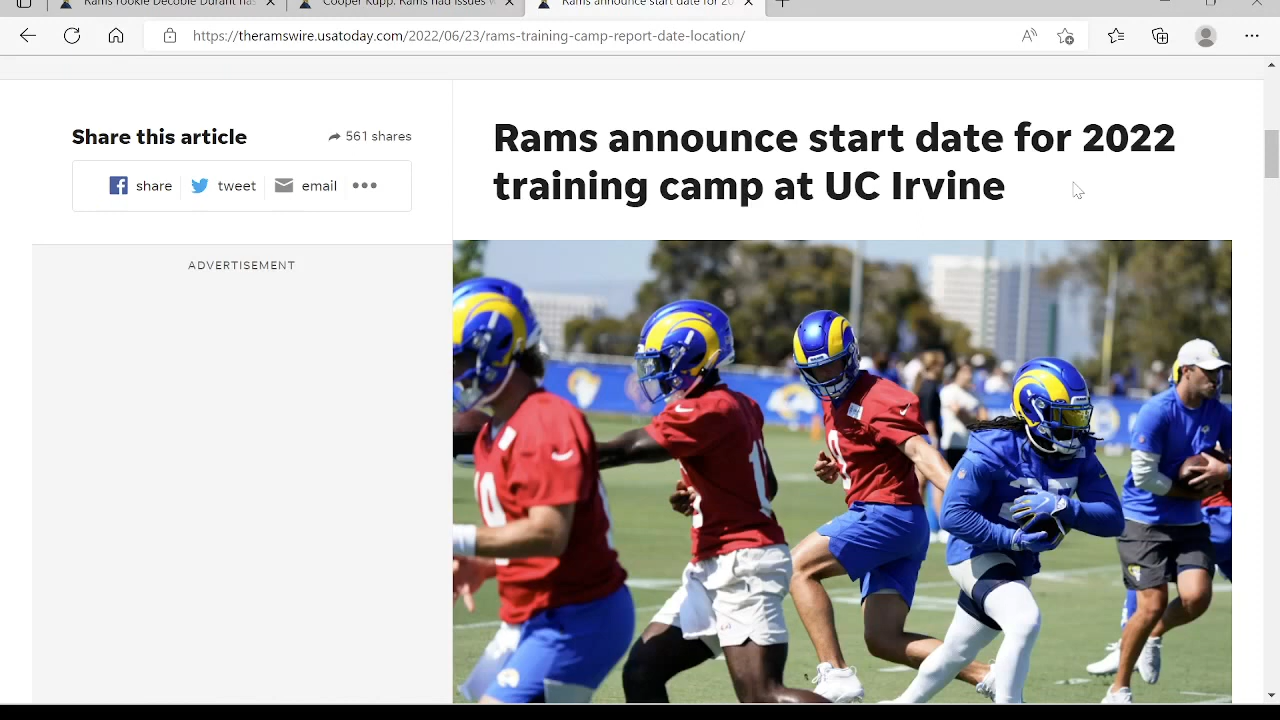 Rams rookie Decobie Durant has
Cooper Kupp: Rams had issues
Rams announce start date for 20
https://theramswire.usatoday.com/2022/06/23/rams-training-camp-report-date-location/
Share this article
561 shares
share
tweet
email
Rams announce start date for 2022
training camp at UC Irvine
ADVERTISEMENT